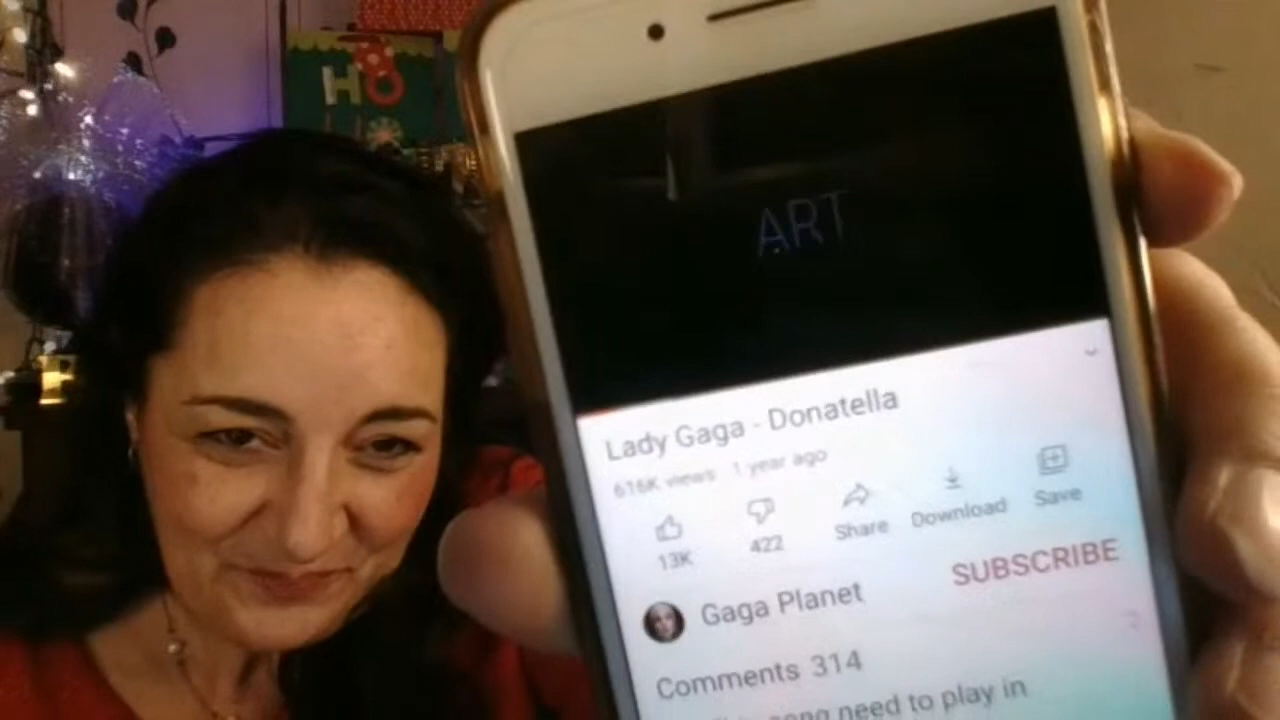 HO
ART
Lady Gaga - Donatella
616K views 1 year ago
13K 422 Share Download Save
Gaga Planet SUBSCRIBE
Comments 314
song need to play in